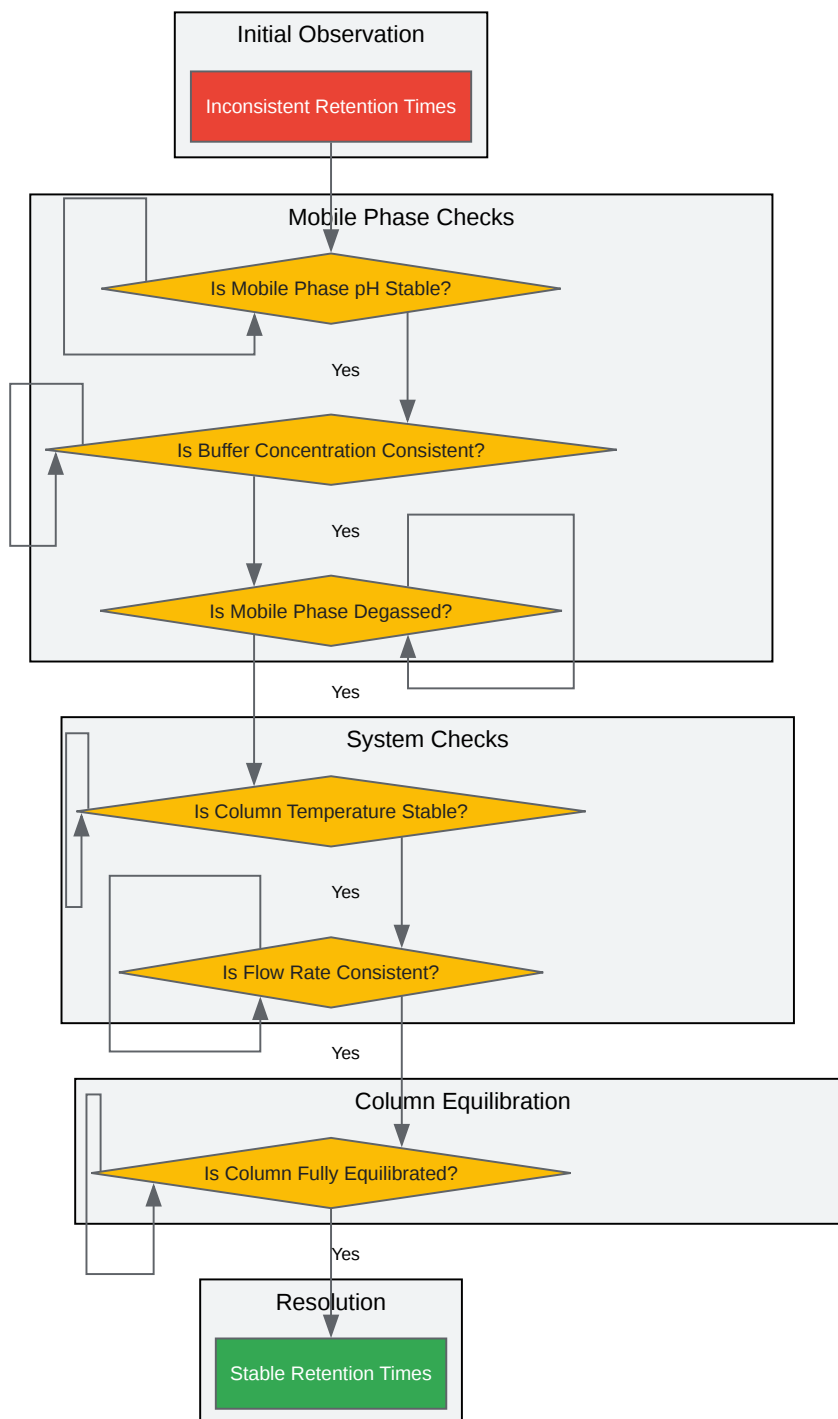 Initial Observation
Inconsistent Retention Times
Mobile Phase Checks
Is Mobile Phase pH Stable?
Yes
Is Buffer Concentration Consistent?
Yes
Is Mobile Phase Degassed?
Yes
System Checks
Is Column Temperature Stable?
Yes
Is Flow Rate Consistent?
Yes
Column Equilibration
Is Column Fully Equilibrated?
Yes
Resolution
Stable Retention Times